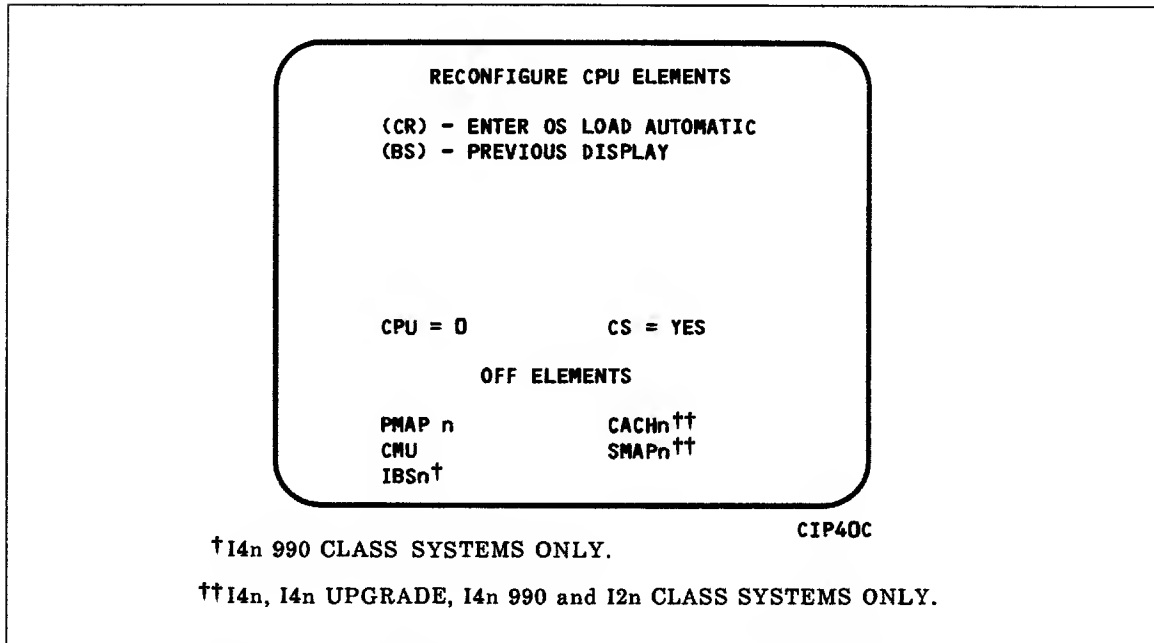 RECONFIGURE CPU ELEMENTS
(CR) - ENTER OS LOAD AUTOMATIC
(BS) - PREVIOUS DISPLAY
CPU = 0 CS = YES
OFF ELEMENTS
PMAP n CACHn††
CMU SMAPn††
IBSn†
CIP40C
†I4n 990 CLASS SYSTEMS ONLY.
††I4n, I4n UPGRADE, I4n 990 and I2n CLASS SYSTEMS ONLY.